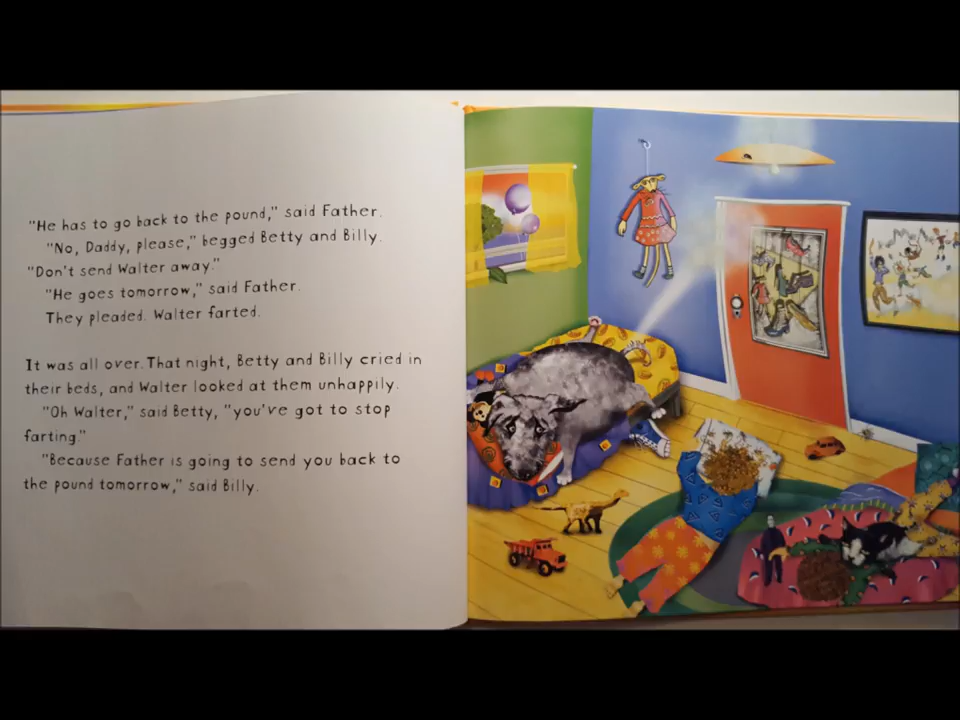 "He has to go back to the pound," said Father.
"No, Daddy, please," begged Betty and Billy.
"Don't send Walter away."
"He goes tomorrow," said Father.
They pleaded. Walter farted.
It was all over. That night, Betty and Billy cried in
their beds, and Walter looked at them unhappily.
"Oh Walter," said Betty, "you've got to stop
farting."
"Because Father is going to send you back to
the pound tomorrow," said Billy.